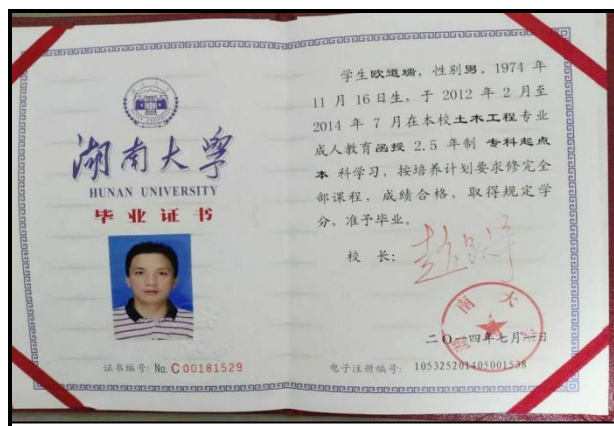 湖南大学
HUNAN UNIVERSITY
毕业证书
证书编号: No. C00181529
学生欧道瑞，性别男，1974 年
11 月 16日生，于 2012 年 2 月至
2014 年 7 月在本校土木工程专业
成人教育函授 2.5 年制 专科起点
本 科学习，按培养计划要求修完全
部课程，成绩合格，取得规定学
分，准予毕业。
校 长:
二〇一四年七月 日
电子注册编号: 105325201405001538